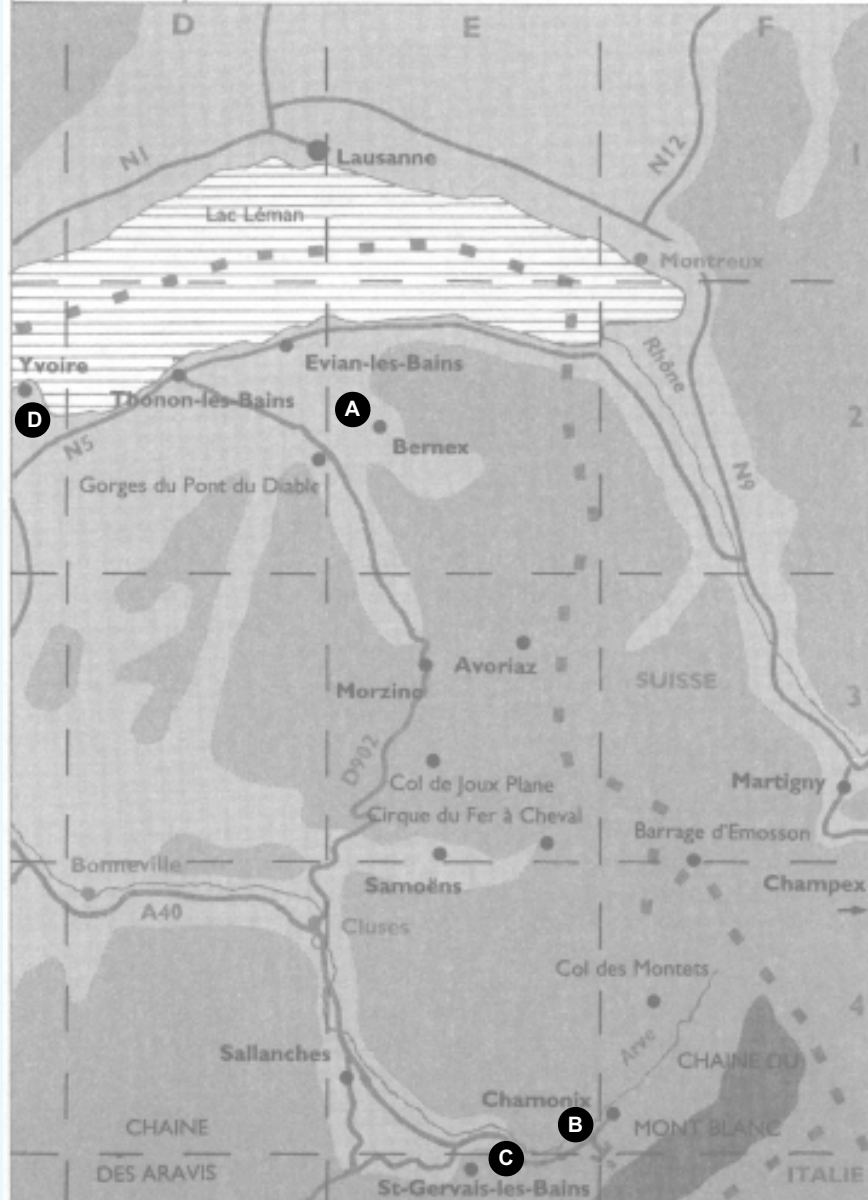 D E F
N1
N12
1
Lausanne
Lac Léman
Montreux
Yvoire
Evian-les-Bains
Rhône
Thonon-les-Bains
A
D
2
N5
Bernex
N9
Gorges du Pont du Diable
Avoriaz
SUISSE
3
Morzine
D902
Col de Joux Plane
Martigny
Cirque du Fer à Cheval
Barrage d'Emosson
Bonneville
Samoëns
Champex
A40
Cluses
Col des Montets
4
Arve
Sallanches
CHAINE DU
MONT BLANC
Chamonix
B
CHAINE
DES ARAVIS
C
St-Gervais-les-Bains
ITALIE